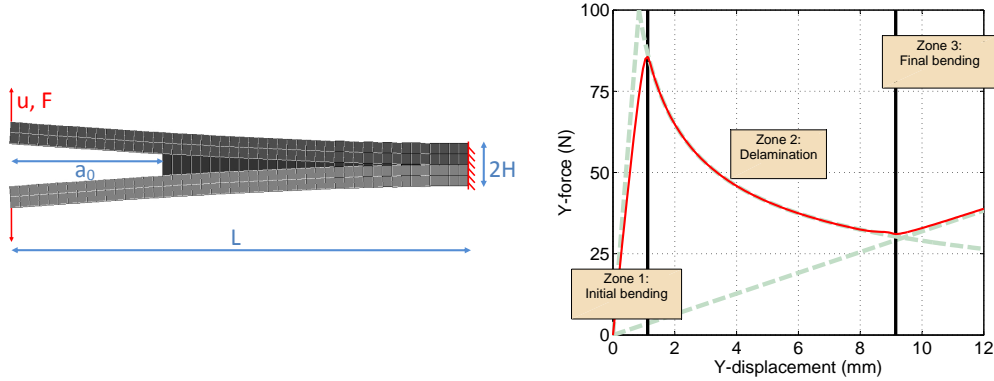 u, F
a0
2H
L
Y-force (N)
100
75
50
25
0
Zone 3:
Final bending
Zone 2:
Delamination
Zone 1:
Initial bending
0 2 4 6 8 10 12
Y-displacement (mm)